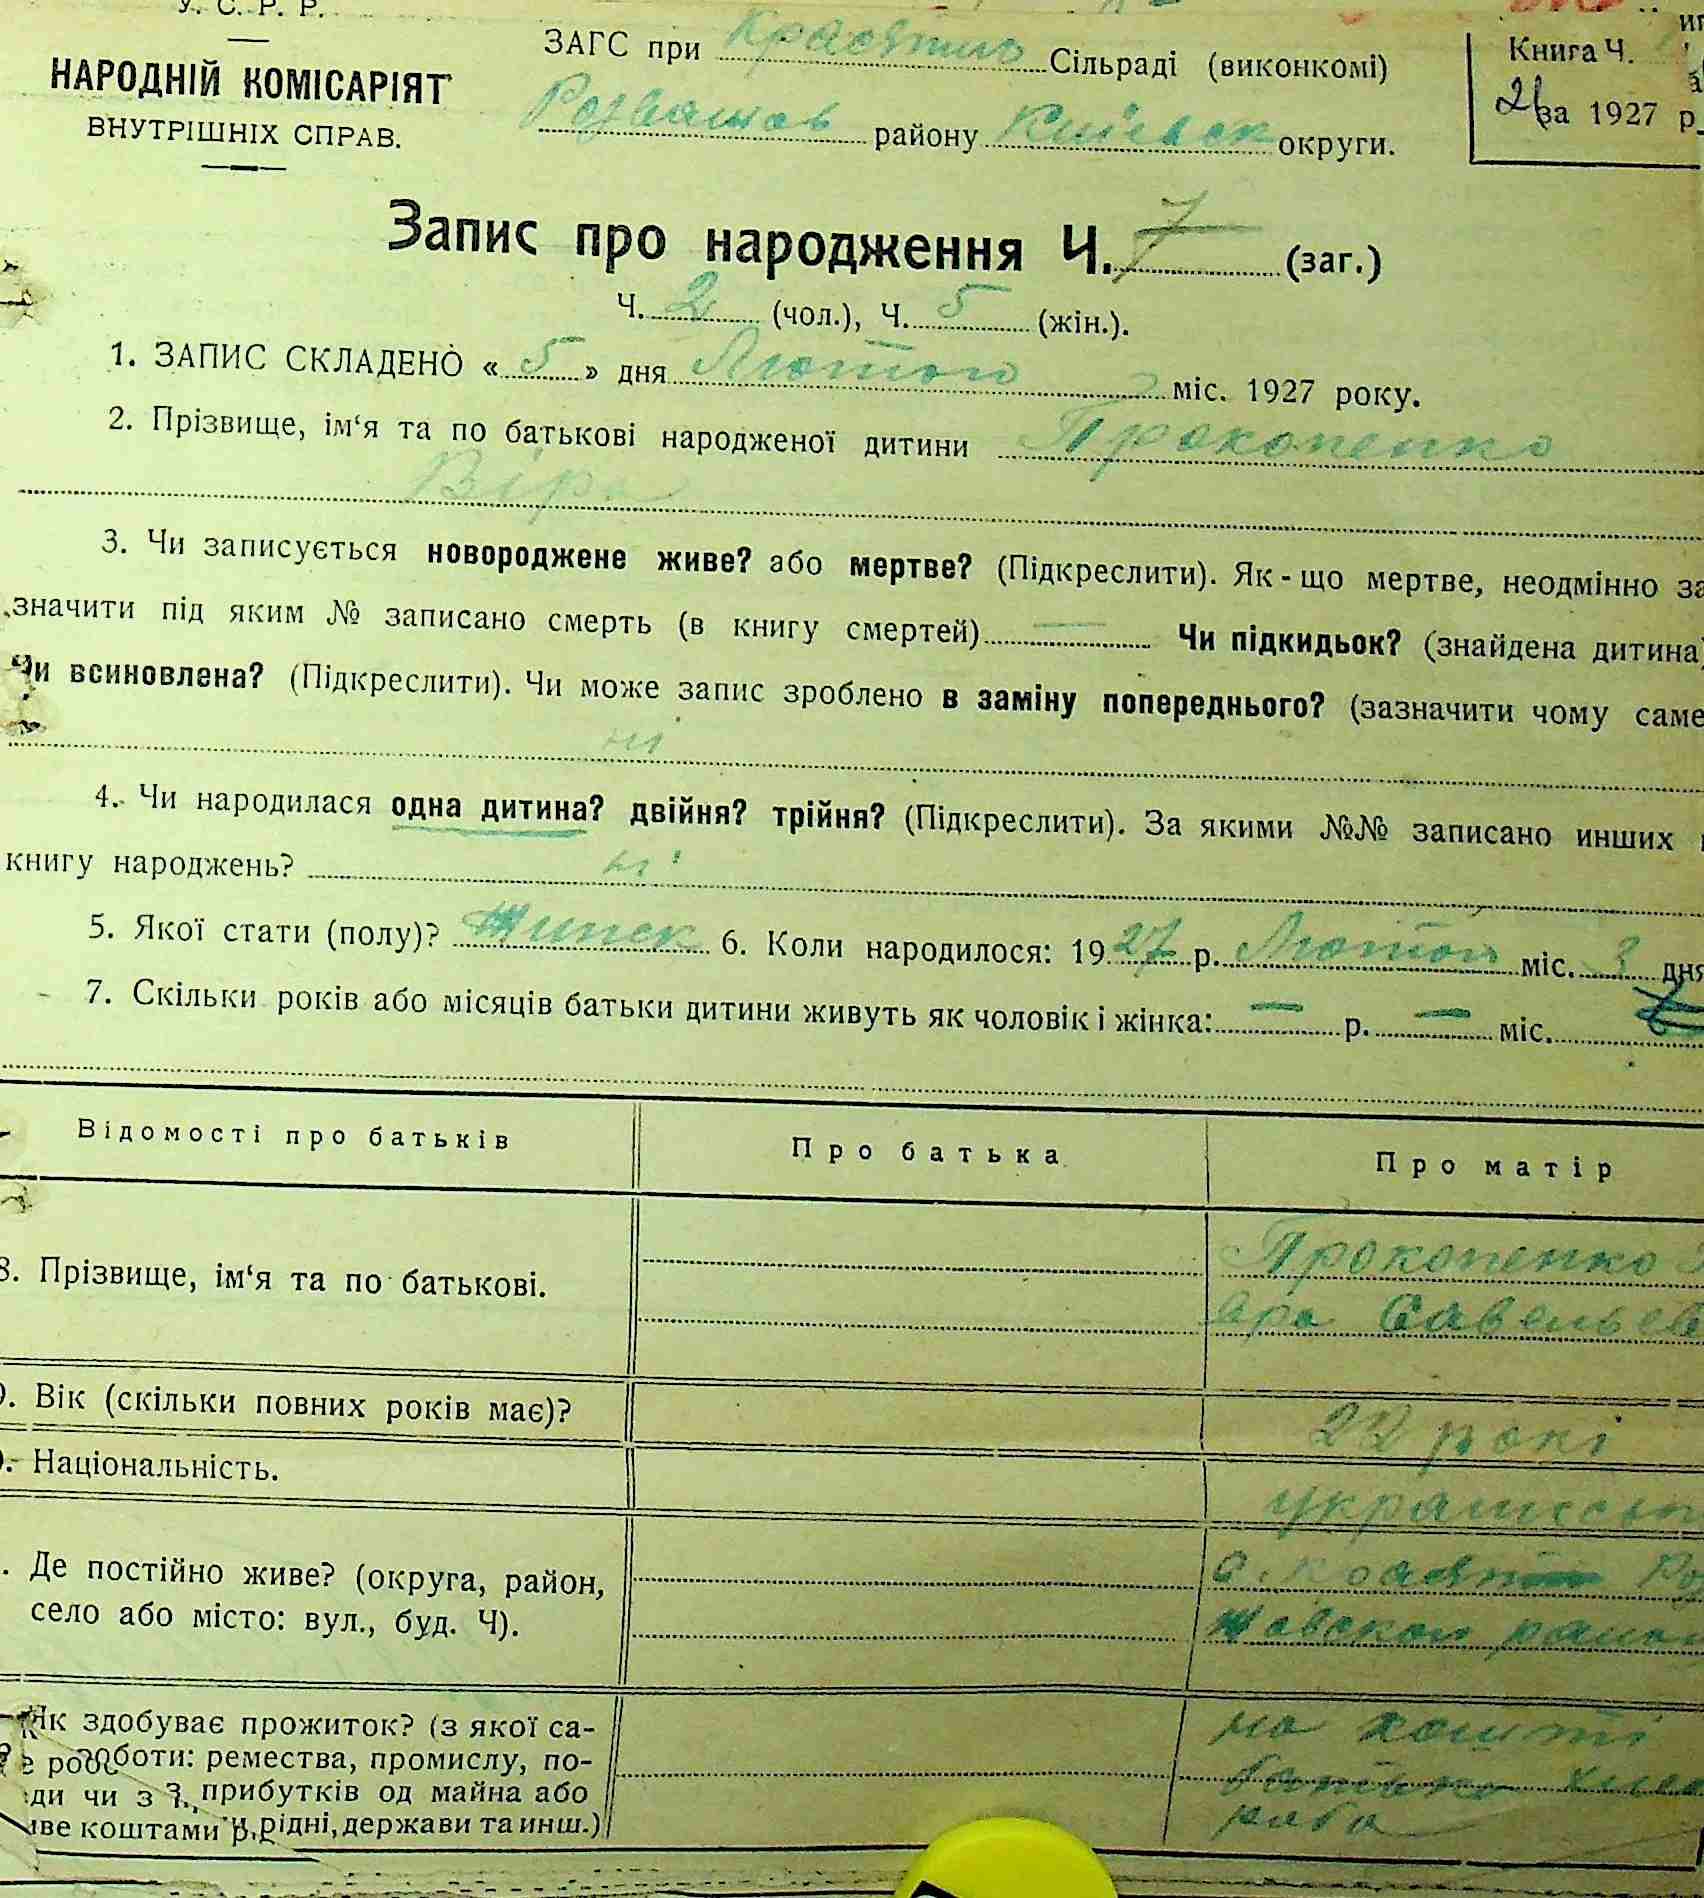 У. С. Р. Р.
НАРОДНІЙ КОМІСАРІЯТ
ВНУТРІШНІХ СПРАВ.
ЗАГС при Сільраді (виконкомі)
району Київськ округи.
Книга Ч.
за 1927 р.
Запис про народження Ч. 7 (заг.)
Ч. 2 (чол.), Ч. 5 (жін.).
1. ЗАПИС СКЛАДЕНО « 5 » дня Лютого міс. 1927 року.
2. Прізвище, ім‘я та по батькові народженої дитини Прокопенко
Віра
3. Чи записується новороджене живе? або мертве? (Підкреслити). Як-що мертве, неодмінно за
значити під яким № записано смерть (в книгу смертей) — Чи підкидьок? (знайдена дитина)
Чи всиновлена? (Підкреслити). Чи може запис зроблено в заміну попереднього? (зазначити чому саме
ні
4. Чи народилася одна дитина? двійня? трійня? (Підкреслити). За якими №№ записано инших
книгу народжень? ні
5. Якої стати (полу)? 6. Коли народилося: 1927 р. Лютого міс. 3 дня
7. Скільки років або місяців батьки дитини живуть як чоловік і жінка: — р. — міс.
Відомості про батьків Про батька Про матір
8. Прізвище, ім‘я та по батькові. Прокопенко
Савельев
9. Вік (скільки повних років має)? 22 рокі
Національність. українськ
Де постійно живе? (округа, район,
село або місто: вул., буд. Ч).
району
Як здобуває прожиток? (з якої са-
роботи: ремества, промислу, по-
ди чи з прибутків од майна або
коштами рідні, держави та инш.)
на кошті
батька